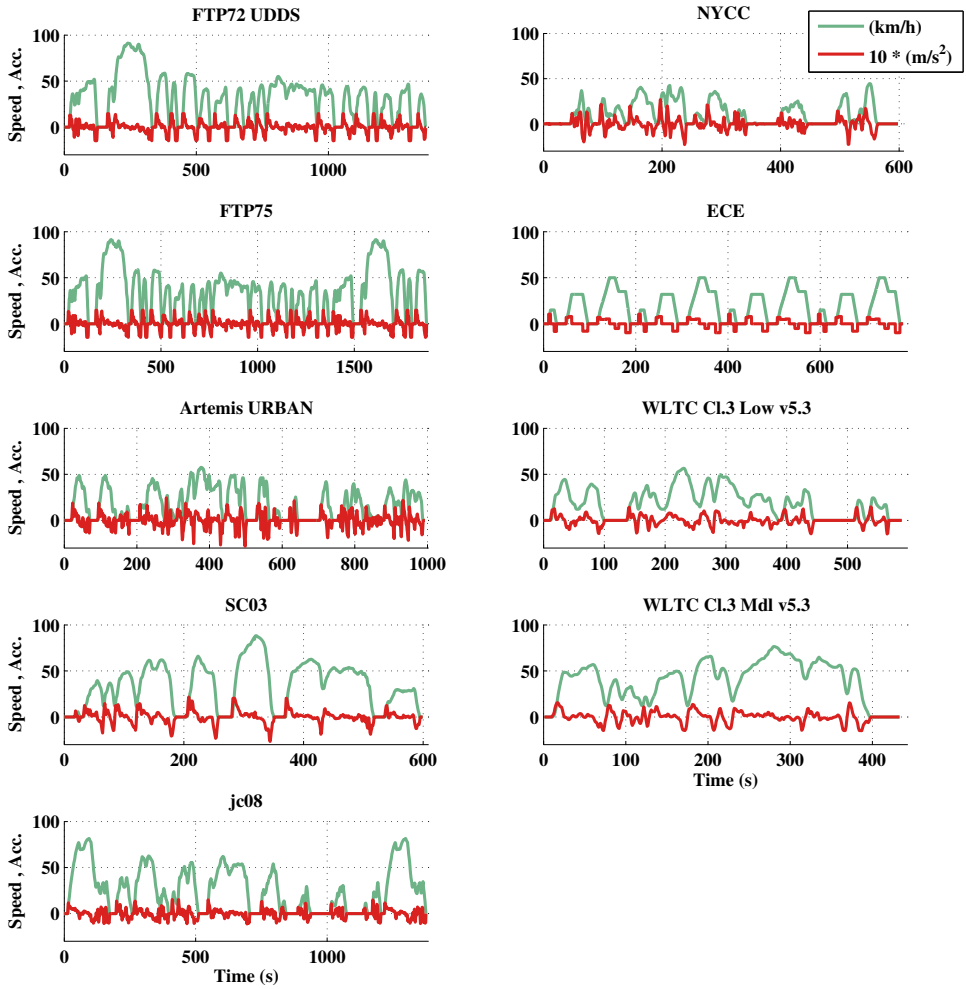 FTP72 UDDS
100
50
0
Speed , Acc.
0 500 1000
NYCC
(km/h)
10 * (m/s²)
100
50
0
0 200 400 600
FTP75
100
50
0
Speed , Acc.
0 500 1000 1500
ECE
100
50
0
0 200 400 600
Artemis URBAN
100
50
0
Speed , Acc.
0 200 400 600 800 1000
WLTC Cl.3 Low v5.3
100
50
0
0 100 200 300 400 500
SC03
100
50
0
Speed , Acc.
0 200 400 600
WLTC Cl.3 Mdl v5.3
100
50
0
0 100 200 300 400
Time (s)
jc08
100
50
0
Speed , Acc.
0 500 1000
Time (s)